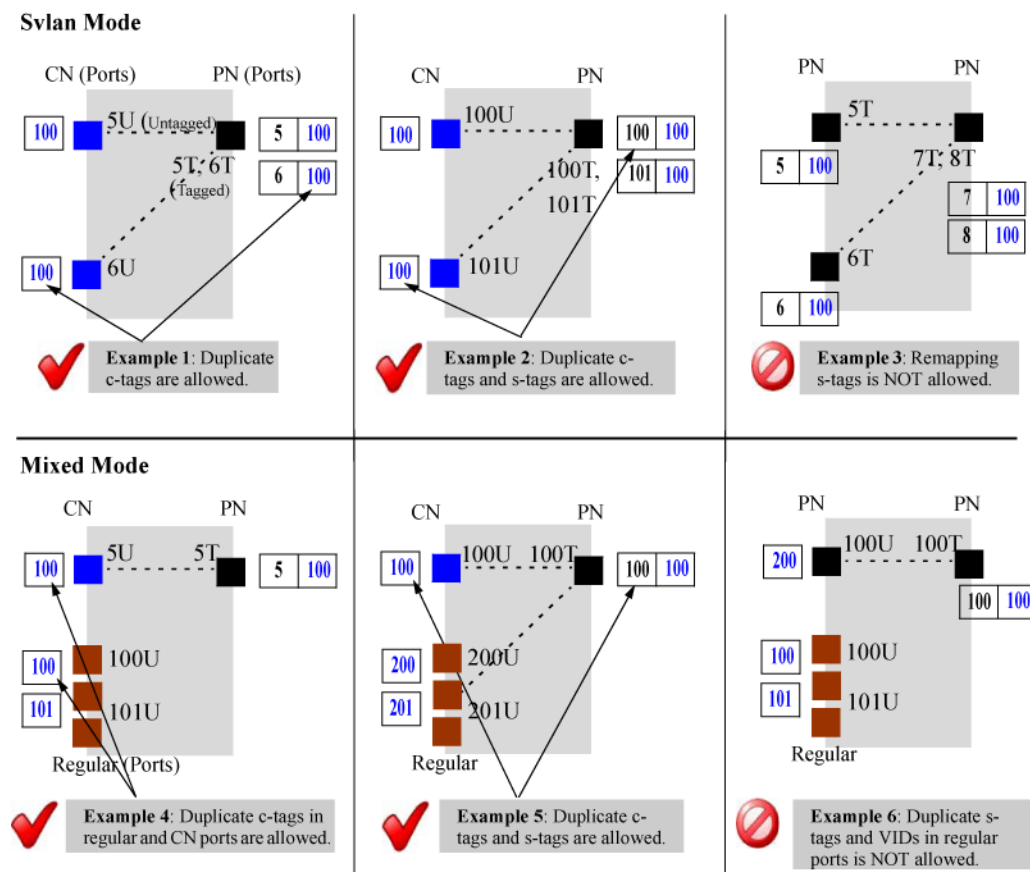 Svlan Mode
CN (Ports) PN (Ports)
100 5U (Untagged) 5 100
5T, 6T 6 100
(Tagged)
100 6U
Example 1: Duplicate
c-tags are allowed.
CN PN
100 100U 100 100
100T, 101 100
101T
100 101U
Example 2: Duplicate c-
tags and s-tags are allowed.
PN PN
5T
5 100 7T, 8T
7 100
8 100
6T
6 100
Example 3: Remapping
s-tags is NOT allowed.
Mixed Mode
CN PN
100 5U 5T 5 100
100 100U
101 101U
Regular (Ports)
Example 4: Duplicate c-tags in
regular and CN ports are allowed.
CN PN
100 100U 100T 100 100
200 200U
201 201U
Regular
Example 5: Duplicate c-
tags and s-tags are allowed.
PN PN
200 100U 100T
100 100
100 100U
101 101U
Regular
Example 6: Duplicate s-
tags and VIDs in regular
ports is NOT allowed.